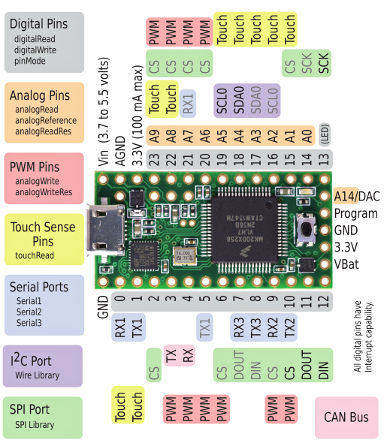 Digital Pins
digitalRead
digitalWrite
pinMode
Analog Pins
analogRead
analogReference
analogReadRes
PWM Pins
analogWrite
analogWriteRes
Touch Sense
Pins
touchRead
Serial Ports
Serial1
Serial2
Serial3
I²C Port
Wire Library
SPI Port
SPI Library
PWM PWM PWM PWM Touch Touch Touch Touch
CS CS CS CS CS SCK SCK
Touch Touch RX1 SCL0 SDA0 SDA0 SCL0
A9 A8 A7 A6 A5 A4 A3 A2 A1 A0 (LED)
Vin (3.7 to 5.5 volts)
AGND
3.3V (100 mA max)
23 22 21 20 19 18 17 16 15 14 13
A14/DAC
Program
GND
3.3V
VBat
GND 0 1 2 3 4 5 6 7 8 9 10 11 12
RX1 TX1 TX1 RX3 TX3 RX2 TX2
CS TX RX CS DOUT DIN CS CS DOUT DIN
Touch Touch PWM PWM PWM PWM PWM PWM
All digital pins have
Interrupt capability.
CAN Bus